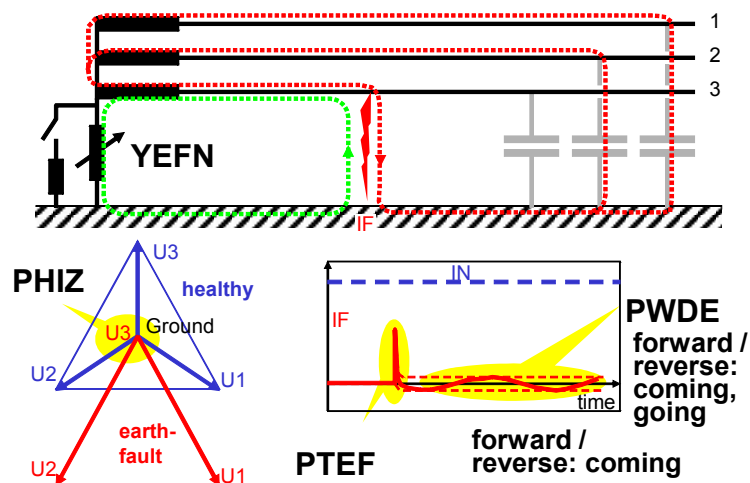 1
2
3
YEFN
IF
PHIZ
U3
healthy
U3
Ground
U2
U1
earth-
fault
U2
U1
IN
IF
time
PWDE
forward /
reverse:
coming,
going
PTEF
forward /
reverse: coming